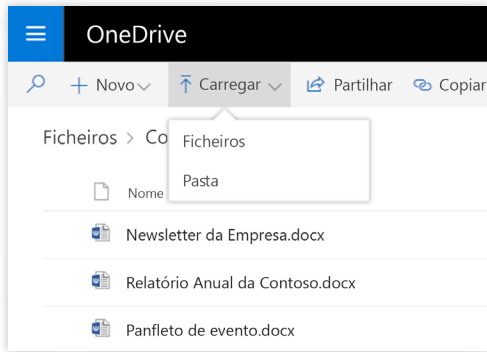 OneDrive
Novo Carregar Partilhar Copiar
Ficheiros > Co
Ficheiros
Pasta
Nome
Newsletter da Empresa.docx
Relatório Anual da Contoso.docx
Panfleto de evento.docx